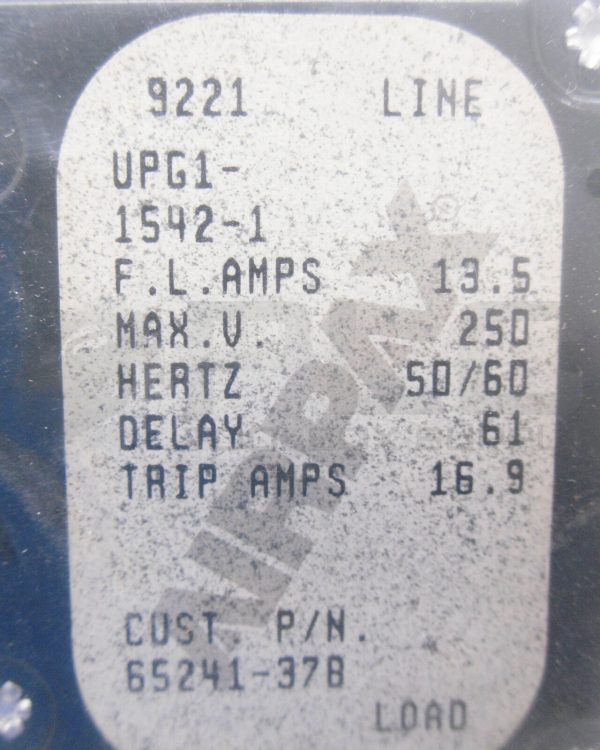 9221 LINE
UPG1-
1542-1
F.L.AMPS 13.5
MAX.V. 250
HERTZ 50/60
DELAY 61
TRIP AMPS 16.9
AIRPAX ®
CUST. P/N.
65241-378
LOAD